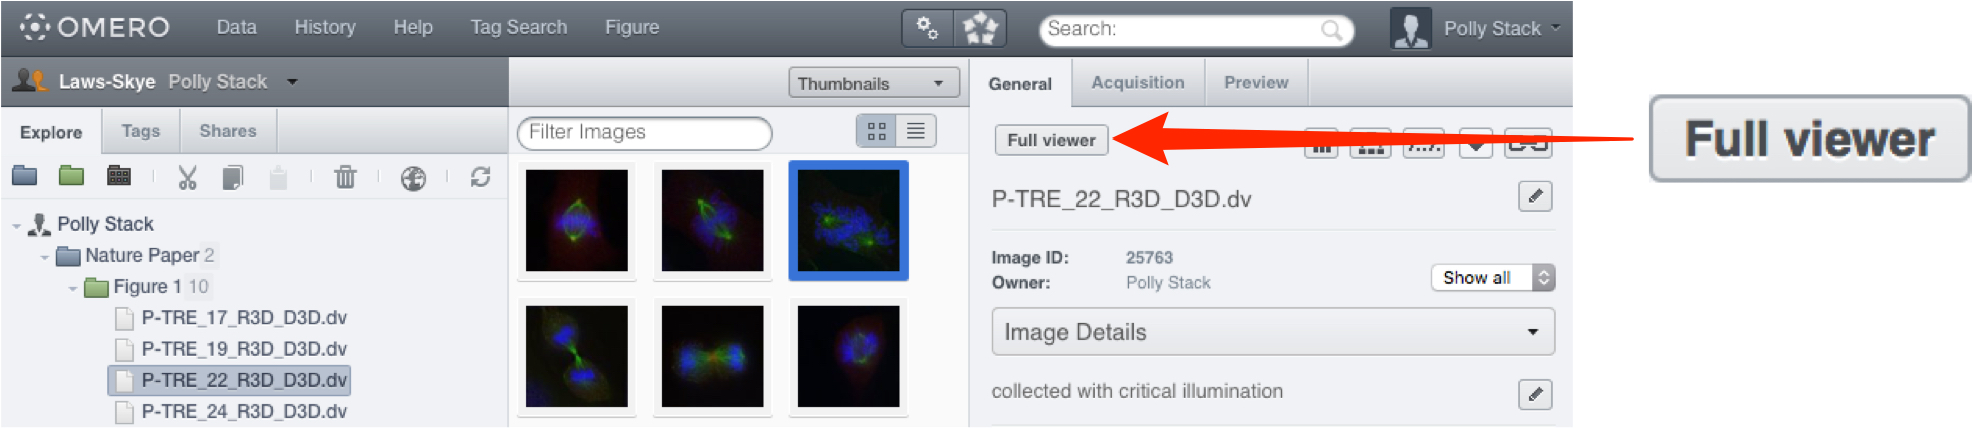 OMERO Data History Help Tag Search Figure Search: Polly Stack
Laws-Skye Polly Stack Thumbnails General Acquisition Preview
Explore Tags Shares Filter Images Full viewer Full viewer
P-TRE_22_R3D_D3D.dv
Polly Stack
Nature Paper 2 Image ID: 25763
Owner: Polly Stack Show all
Figure 1 10
P-TRE_17_R3D_D3D.dv Image Details
P-TRE_19_R3D_D3D.dv
P-TRE_22_R3D_D3D.dv collected with critical illumination
P-TRE_24_R3D_D3D.dv